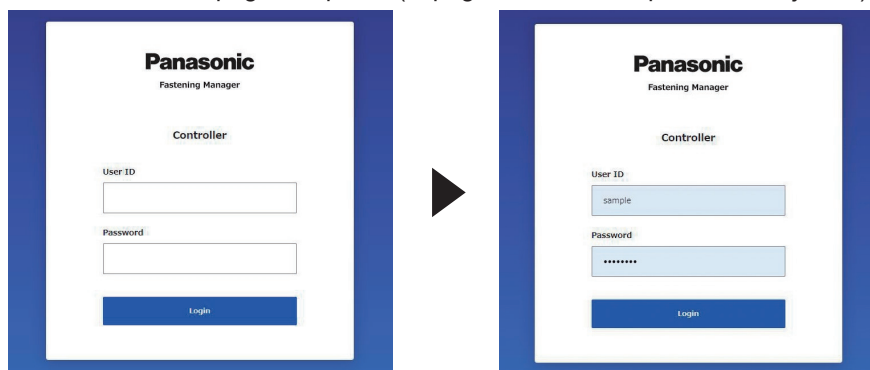 Panasonic
Fastening Manager
Controller
User ID
Password
Login
Panasonic
Fastening Manager
Controller
User ID
sample
Password
••••••••
Login